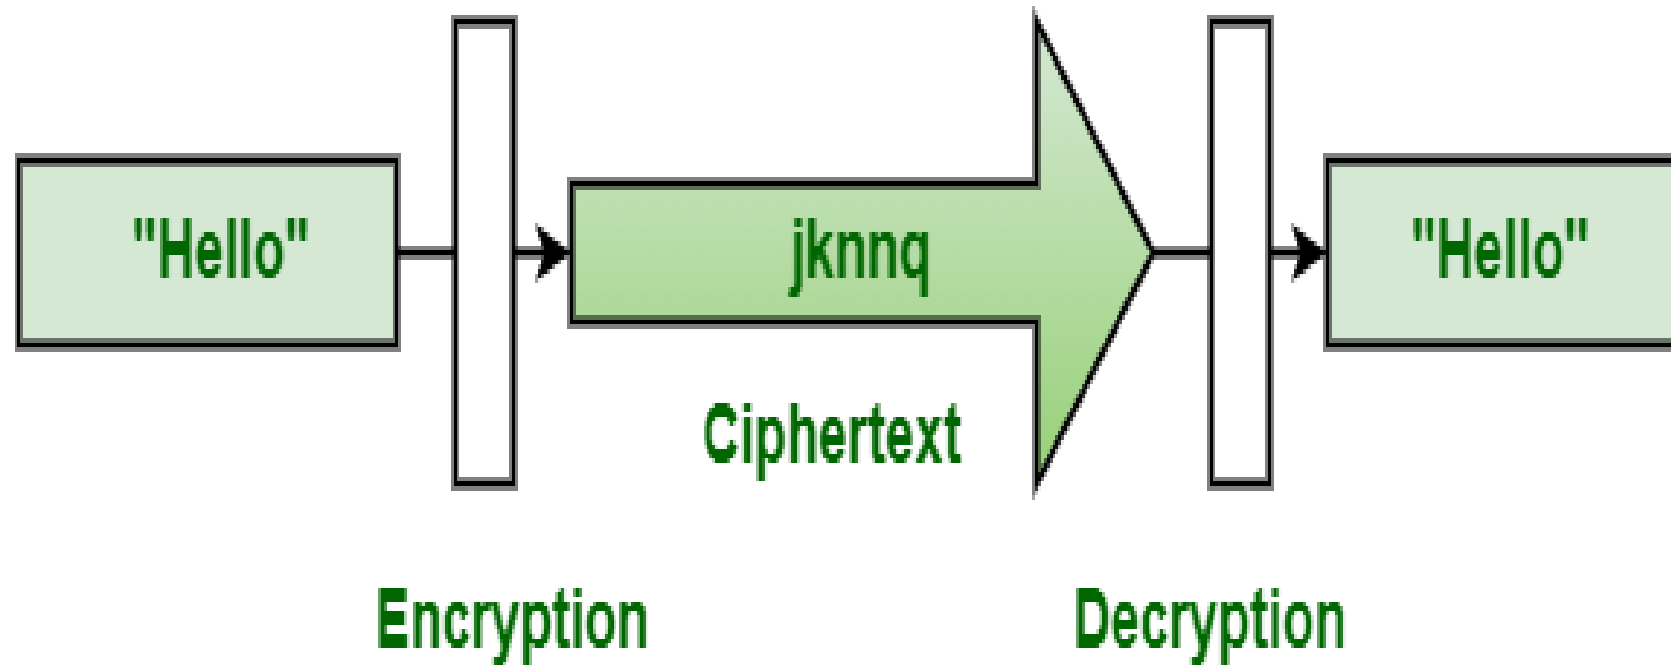 "Hello"
jknnq
"Hello"
Ciphertext
Encryption
Decryption